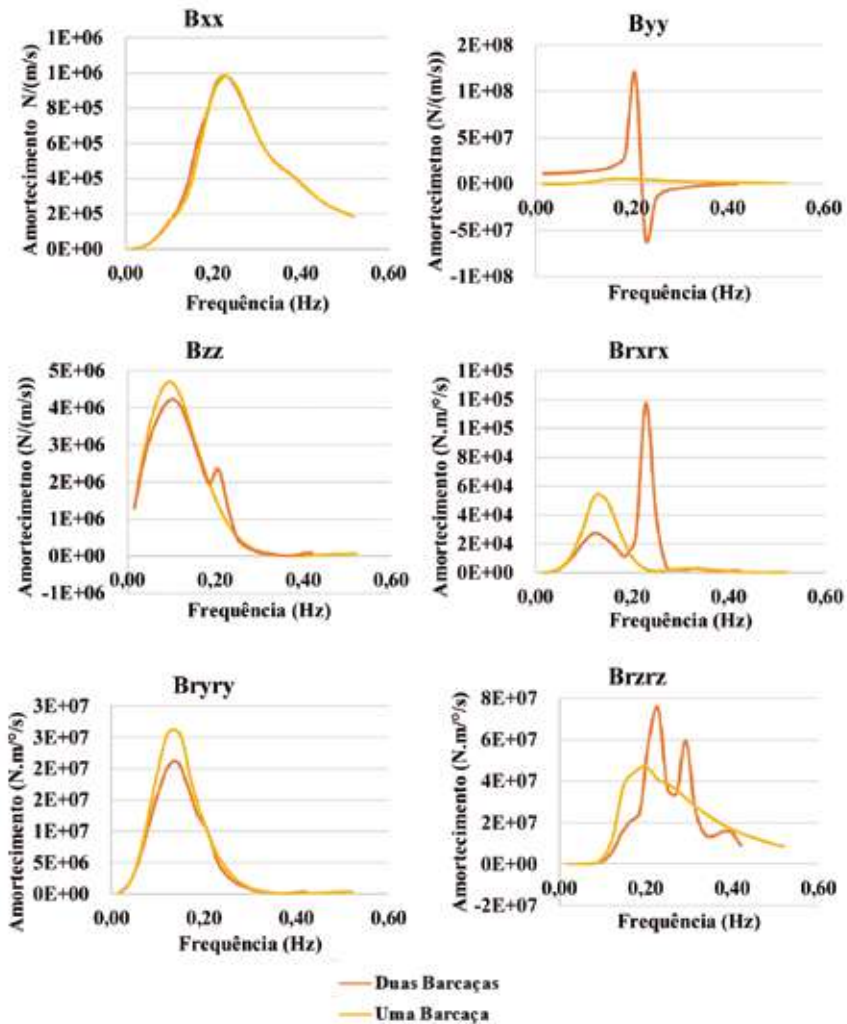 Bxx
Amortecimento N/(m/s)
1E+06
1E+06
8E+05
6E+05
4E+05
2E+05
0E+00
0,00 0,20 0,40 0,60
Frequência (Hz)
Byy
Amortecimetno (N/(m/s))
2E+08
1E+08
5E+07
0E+00
-5E+07
-1E+08
0,00 0,20 0,40 0,60
Frequência (Hz)
Bzz
Amortecimetno (N/(m/s))
5E+06
4E+06
3E+06
2E+06
1E+06
0E+00
-1E+06
0,00 0,20 0,40 0,60
Frequência (Hz)
Brxrx
Amortecimento (N.m/°/s)
1E+05
1E+05
8E+04
6E+04
4E+04
2E+04
0E+00
0,00 0,20 0,40 0,60
Frequência (Hz)
Bryry
Amortecimento (N.m/°/s)
3E+07
3E+07
2E+07
2E+07
1E+07
5E+06
0E+00
0,00 0,20 0,40 0,60
Frequência (Hz)
Brzrz
Amortecimento (N.m/°/s)
8E+07
6E+07
4E+07
2E+07
0E+00
-2E+07
0,00 0,20 0,40 0,60
Frequência (Hz)
Duas Barcaças
Uma Barcaça